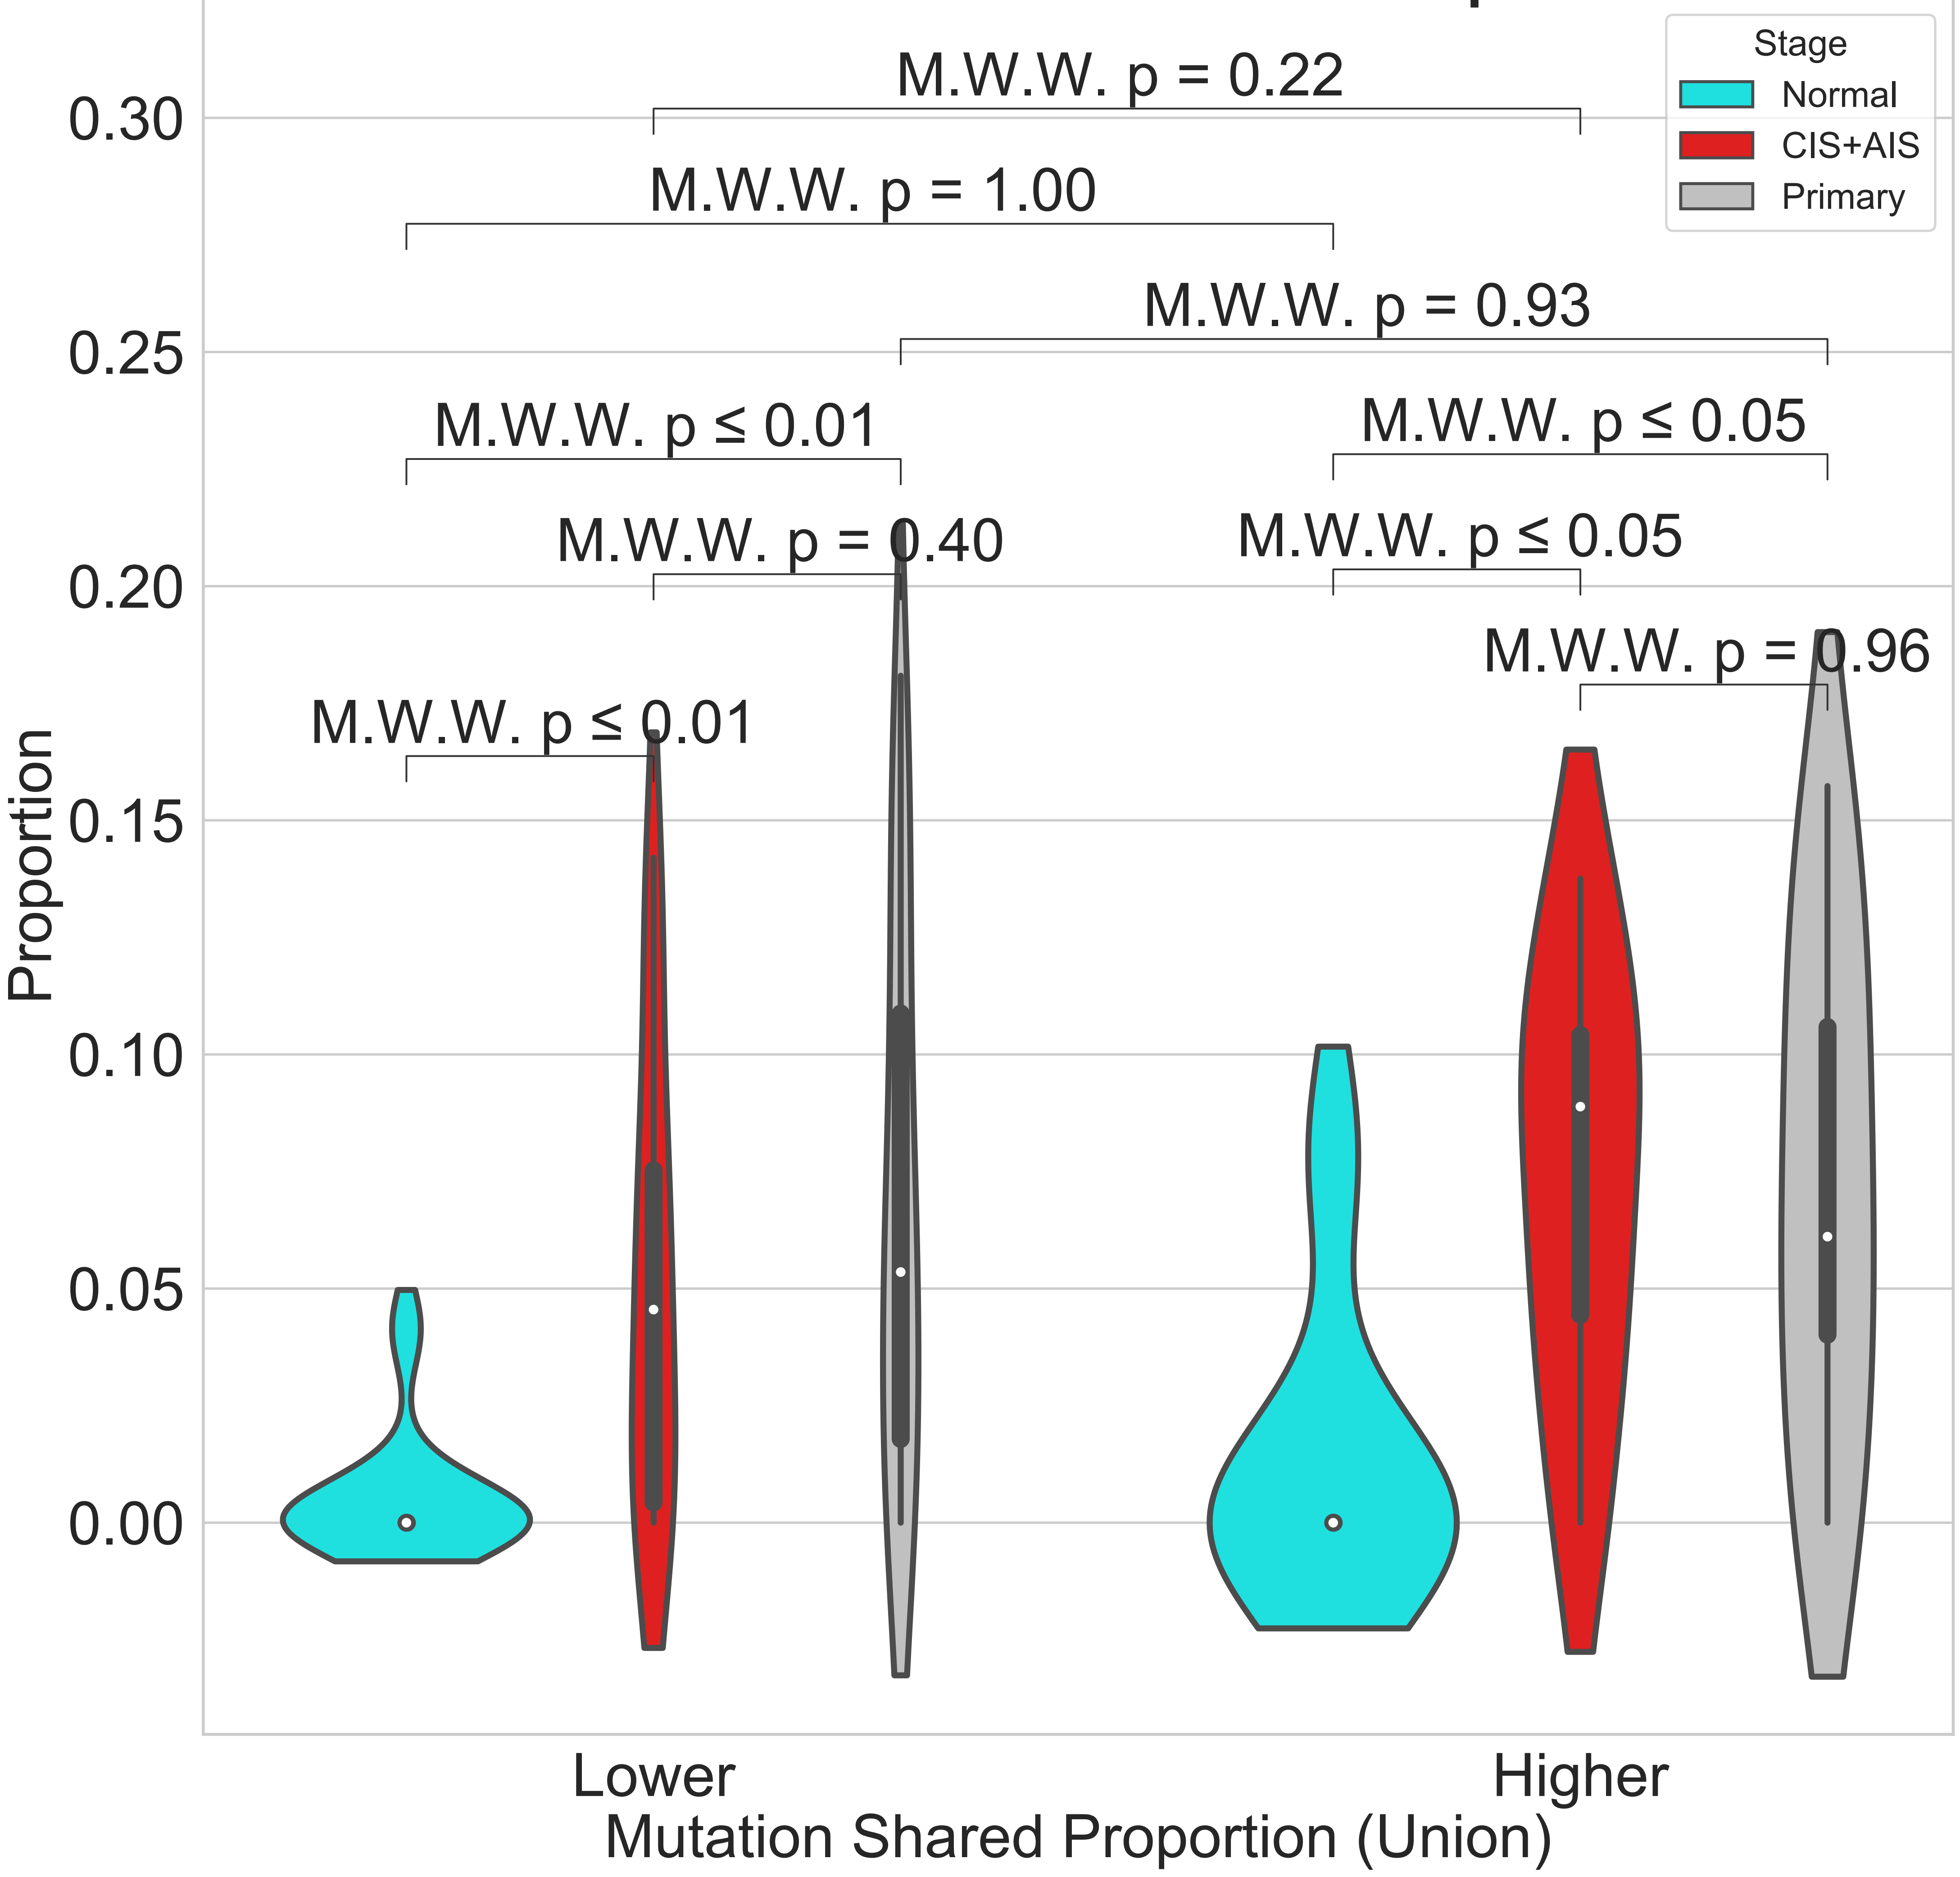 Stage
Normal
CIS+AIS
Primary
M.W.W. p = 0.22
M.W.W. p = 1.00
M.W.W. p = 0.93
M.W.W. p ≤ 0.01
M.W.W. p ≤ 0.05
M.W.W. p = 0.40
M.W.W. p ≤ 0.05
M.W.W. p = 0.96
M.W.W. p ≤ 0.01
0.30
0.25
0.20
0.15
0.10
0.05
0.00
Proportion
Lower
Higher
Mutation Shared Proportion (Union)